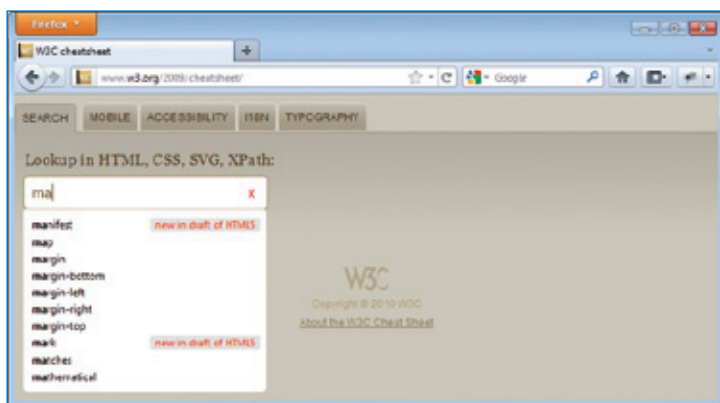 Firefox
W3C cheatsheet
www.w3.org/2009/cheatsheet/
Google
SEARCH MOBILE ACCESSIBILITY I18N TYPOGRAPHY
Lookup in HTML, CSS, SVG, XPath:
ma x
manifest new in draft of HTML5
map
margin
margin-bottom
margin-left
margin-right
margin-top
mark new in draft of HTML5
matches
mathematical
W3C
Copyright © 2010 W3C
About the W3C Cheat Sheet